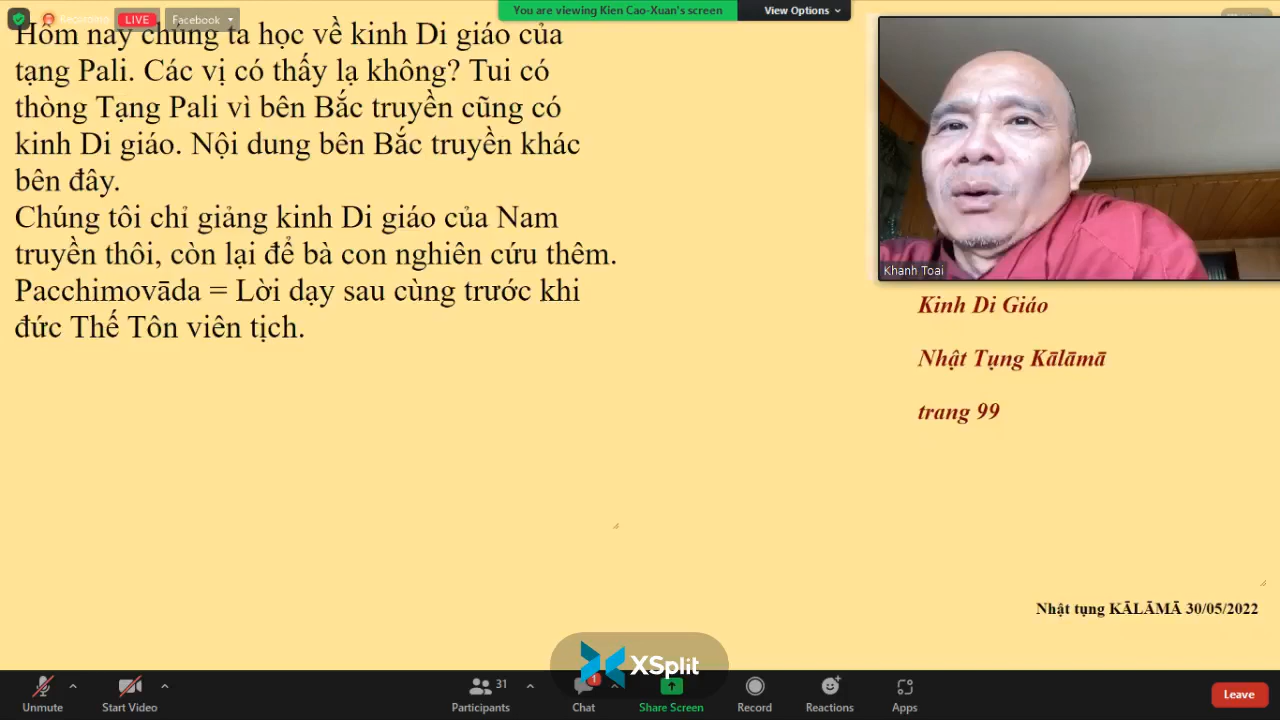 Recording
LIVE
Facebook
You are viewing Kien Cao-Xuan's screen
View Options
Hôm nay chúng ta học về kinh Di giáo của
tạng Pali. Các vị có thấy lạ không? Tui có
thòng Tạng Pali vì bên Bắc truyền cũng có
kinh Di giáo. Nội dung bên Bắc truyền khác
bên đây.
Chúng tôi chỉ giảng kinh Di giáo của Nam
truyền thôi, còn lại để bà con nghiên cứu thêm.
Pacchimovāda = Lời dạy sau cùng trước khi
đức Thế Tôn viên tịch.
Khanh Toai
Kinh Di Giáo
Nhật Tụng Kālāmā
trang 99
Nhật tụng KĀLĀMĀ 30/05/2022
XSplit
Unmute
Start Video
31
Participants
1
Chat
Share Screen
Record
Reactions
Apps
Leave